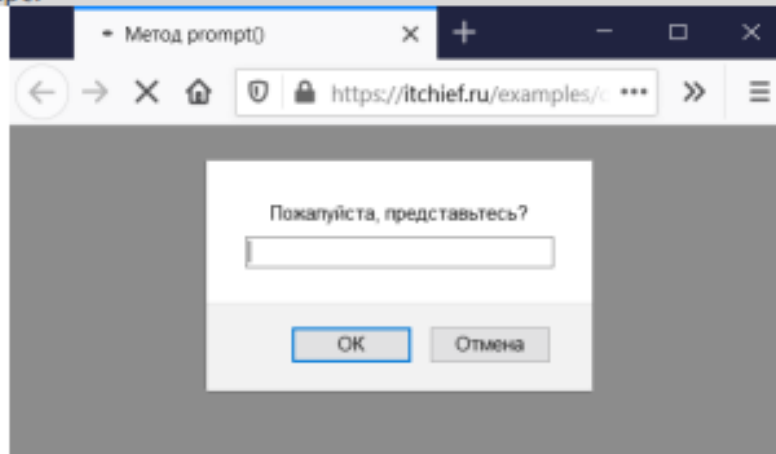 Метод prompt()
https://itchief.ru/examples/
Пожалуйста, представьтесь?
OK
Отмена